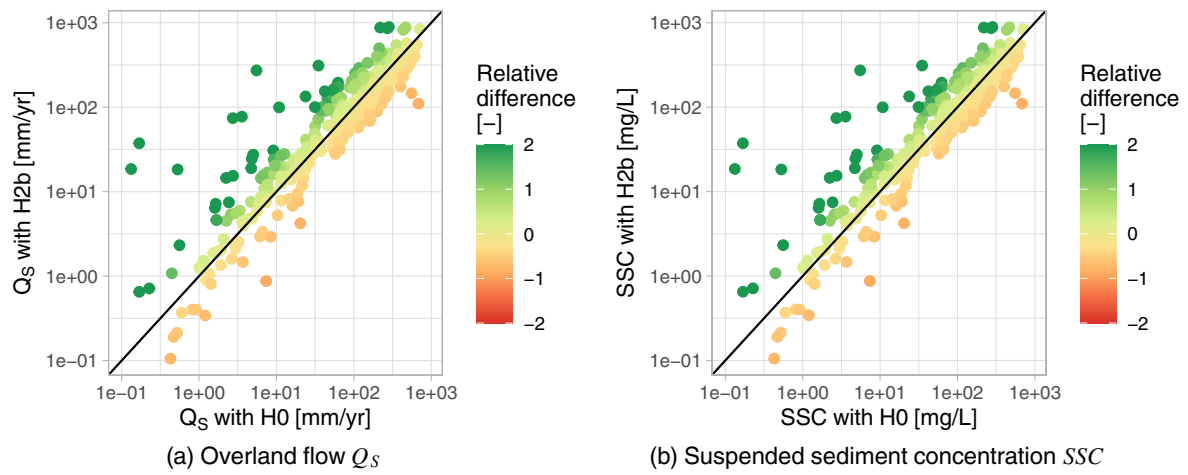 1e+03
1e+02
1e+01
1e+00
1e−01
Q_S with H2b [mm/yr]
1e−01 1e+00 1e+01 1e+02 1e+03
Q_S with H0 [mm/yr]
Relative
difference
[−]
2
1
0
−1
−2
(a) Overland flow Q_S
1e+03
1e+02
1e+01
1e+00
1e−01
SSC with H2b [mg/L]
1e−01 1e+00 1e+01 1e+02 1e+03
SSC with H0 [mg/L]
Relative
difference
[−]
2
1
0
−1
−2
(b) Suspended sediment concentration SSC